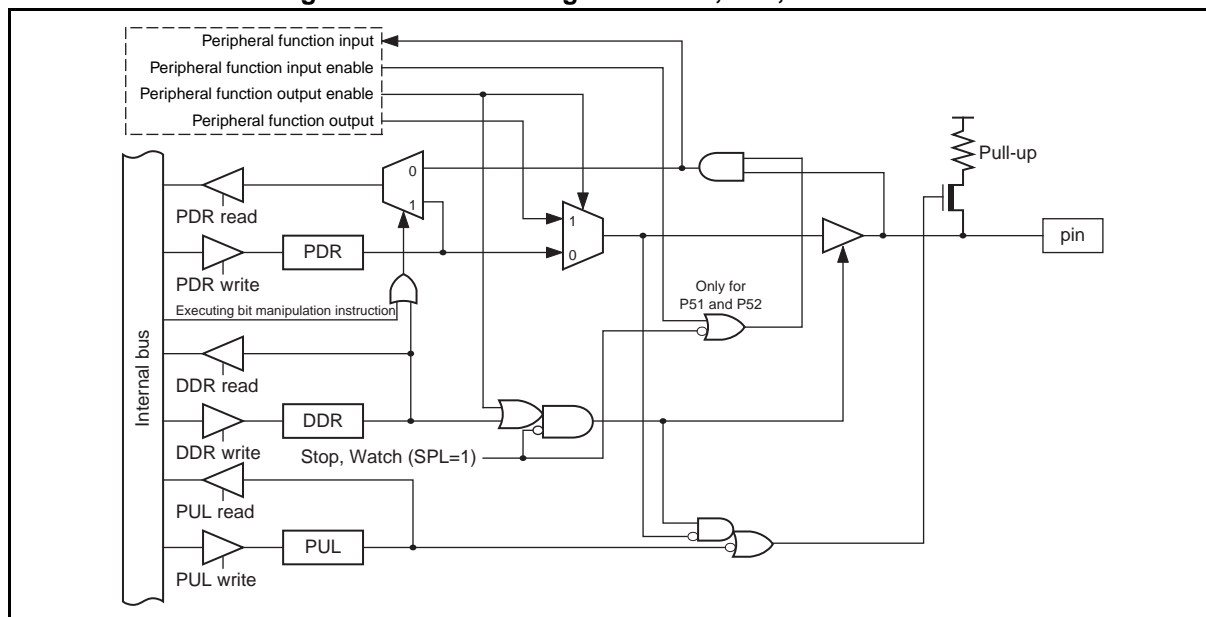 Peripheral function input
Peripheral function input enable
Peripheral function output enable
Peripheral function output
Pull-up
0
1
PDR read
1
pin
PDR
0
PDR write
Only for
P51 and P52
Executing bit manipulation instruction
Internal bus
DDR read
DDR
DDR write
Stop, Watch (SPL=1)
PUL read
PUL
PUL write